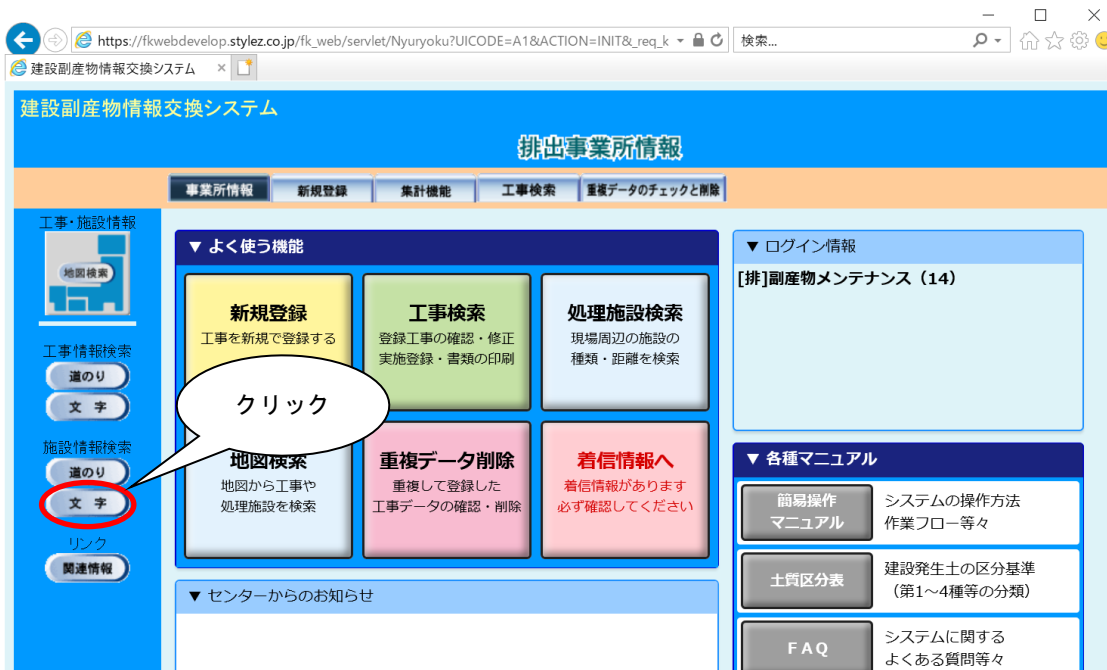 https://fkwebdevelop.stylez.co.jp/fk_web/servlet/Nyuryoku?UICODE=A1&ACTION=INIT&_req_k
検索...
建設副産物情報交換システム
建設副産物情報交換システム
排出事業所情報
事業所情報
新規登録
集計機能
工事検索
重複データのチェックと削除
工事・施設情報
地図検索
工事情報検索
道のり
文 字
施設情報検索
道のり
文 字
リンク
関連情報
クリック
▼ よく使う機能
新規登録
工事を新規で登録する
工事検索
登録工事の確認・修正
実施登録・書類の印刷
処理施設検索
現場周辺の施設の
種類・距離を検索
地図検索
地図から工事や
処理施設を検索
重複データ削除
重複して登録した
工事データの確認・削除
着信情報へ
着信情報があります
必ず確認してください
▼ センターからのお知らせ
▼ ログイン情報
[排]副産物メンテナンス（14）
▼ 各種マニュアル
簡易操作
マニュアル
システムの操作方法
作業フロー等々
土質区分表
建設発生土の区分基準
（第1～4種等の分類）
ＦＡＱ
システムに関する
よくある質問等々